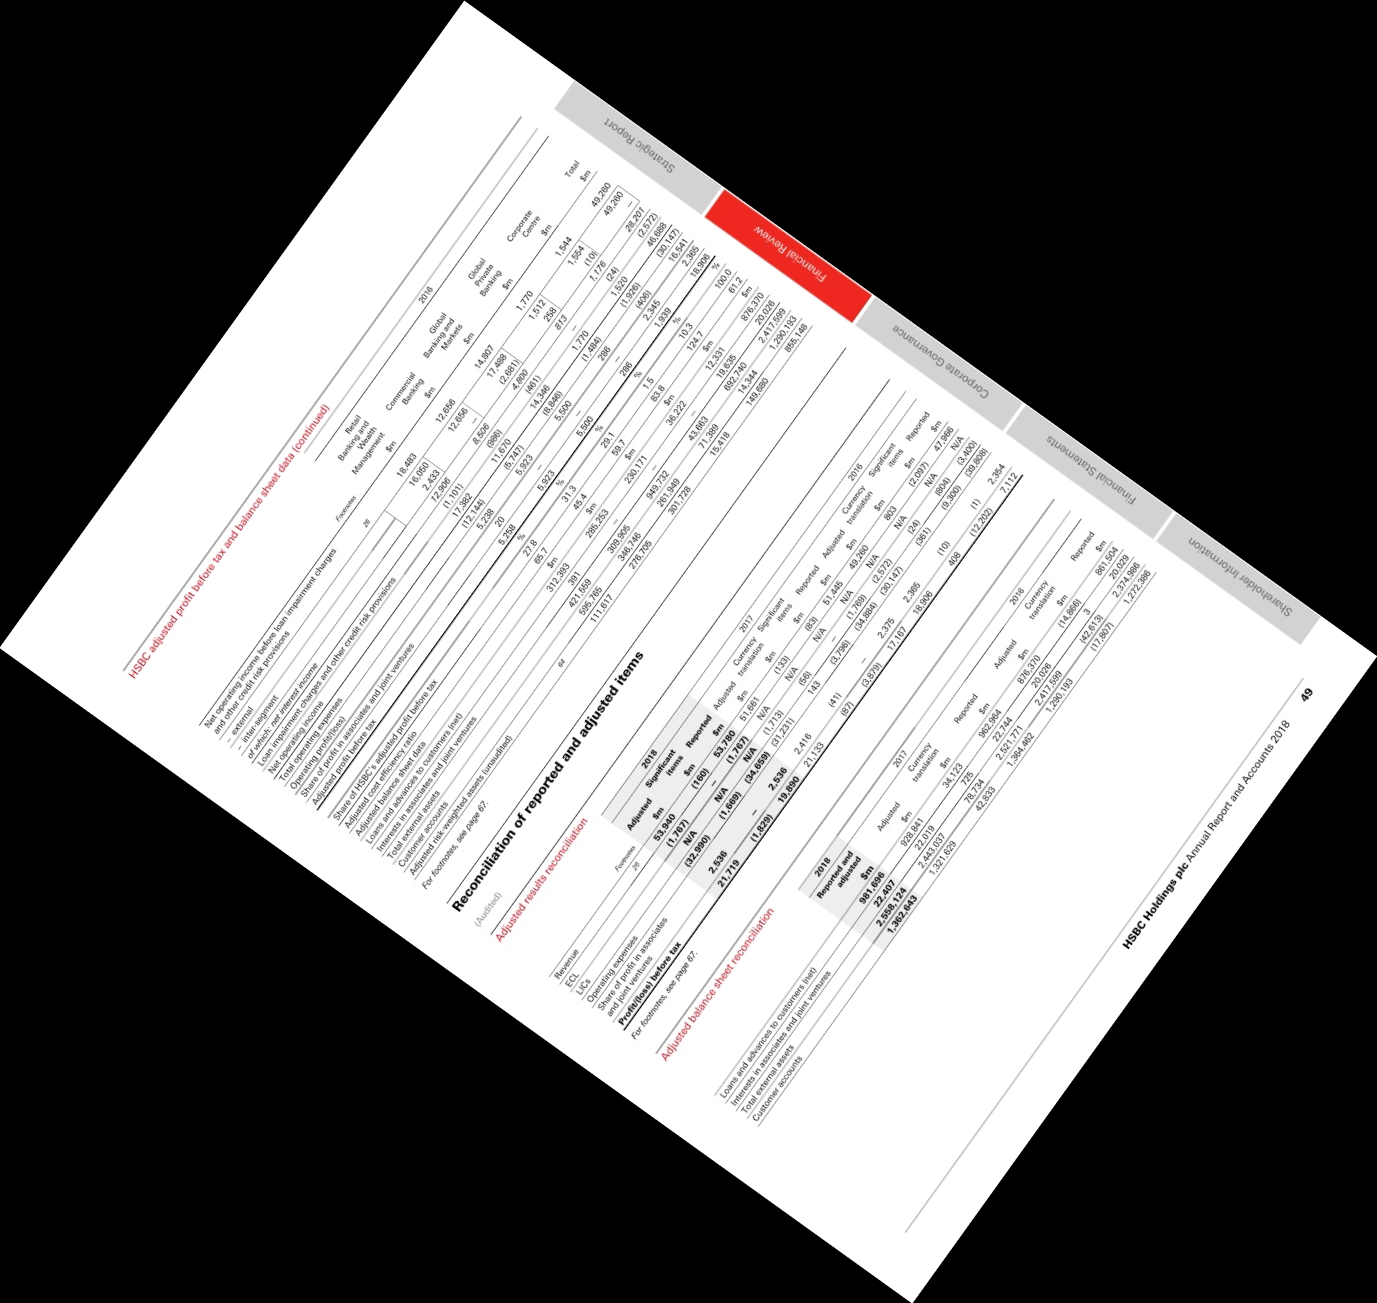 HSBC adjusted profit before tax and balance sheet data (continued)
2016
Footnotes Retail Banking and Wealth Management Commercial Banking Global Banking and Markets Global Private Banking Corporate Centre Total
$m $m $m $m $m $m
Net operating income before loan impairment charges
and other credit risk provisions 26 18,483 12,656 14,807 1,770 1,544 49,260
– external 16,050 12,656 17,488 1,512 1,554 49,260
– inter-segment 2,433 – (2,681) 258 (10) –
of which: net interest income 12,906 8,506 4,800 813 1,176 28,201
Loan impairment charges and other credit risk provisions (1,101) (986) (461) – (24) (2,572)
Net operating income 17,382 11,670 14,346 1,770 1,520 46,688
Total operating expenses (12,144) (5,747) (8,846) (1,484) (1,926) (30,147)
Operating profit/(loss) 5,238 5,923 5,500 286 (406) 16,541
Share of profit in associates and joint ventures 20 – – – 2,345 2,365
Adjusted profit before tax 5,258 5,923 5,500 286 1,939 18,906
% % % % % %
Share of HSBC's adjusted profit before tax 27.8 31.3 29.1 1.5 10.3 100.0
Adjusted cost efficiency ratio 65.7 45.4 59.7 83.8 124.7 61.2
Adjusted balance sheet data $m $m $m $m $m $m
Loans and advances to customers (net) 312,393 285,253 230,171 36,222 12,331 876,370
Interests in associates and joint ventures 391 – – – 19,635 20,026
Total external assets 421,559 309,905 949,732 43,663 692,740 2,417,599
Customer accounts 595,765 346,746 261,949 71,389 14,344 1,290,193
Adjusted risk-weighted assets (unaudited) 64 111,617 276,705 301,728 15,418 149,680 855,148
For footnotes, see page 67.
Reconciliation of reported and adjusted items
(Audited)
Adjusted results reconciliation
2018 2017 2016
Footnotes Adjusted Significant items Reported Adjusted Currency translation Significant items Reported Adjusted Currency translation Significant items Reported
$m $m $m $m $m $m $m $m $m $m $m
Revenue 26 53,940 (160) 53,780 51,661 (133) (83) 51,445 49,260 803 (2,097) 47,966
ECL (1,767) – (1,767) N/A N/A N/A N/A N/A N/A N/A N/A
LICs N/A N/A N/A (1,713) (56) – (1,769) (2,572) (24) (804) (3,400)
Operating expenses (32,990) (1,669) (34,659) (31,231) 143 (3,796) (34,884) (30,147) (361) (9,300) (39,808)
Share of profit in associates
and joint ventures 2,536 – 2,536 2,416 (41) – 2,375 2,365 (10) (1) 2,354
Profit/(loss) before tax 21,719 (1,829) 19,890 21,133 (87) (3,879) 17,167 18,906 408 (12,202) 7,112
For footnotes, see page 67.
Adjusted balance sheet reconciliation
2018 2017 2016
Reported and adjusted Adjusted Currency translation Reported Adjusted Currency translation Reported
$m $m $m $m $m $m $m
Loans and advances to customers (net) 981,696 928,841 34,123 962,964 876,370 (14,866) 861,504
Interests in associates and joint ventures 22,407 22,019 725 22,744 20,026 3 20,029
Total external assets 2,558,124 2,443,037 78,734 2,521,771 2,417,599 (42,613) 2,374,986
Customer accounts 1,362,643 1,321,629 42,833 1,364,462 1,290,193 (17,807) 1,272,386
HSBC Holdings plc Annual Report and Accounts 2018 49
Strategic Report
Financial Review
Corporate Governance
Financial Statements
Shareholder Information